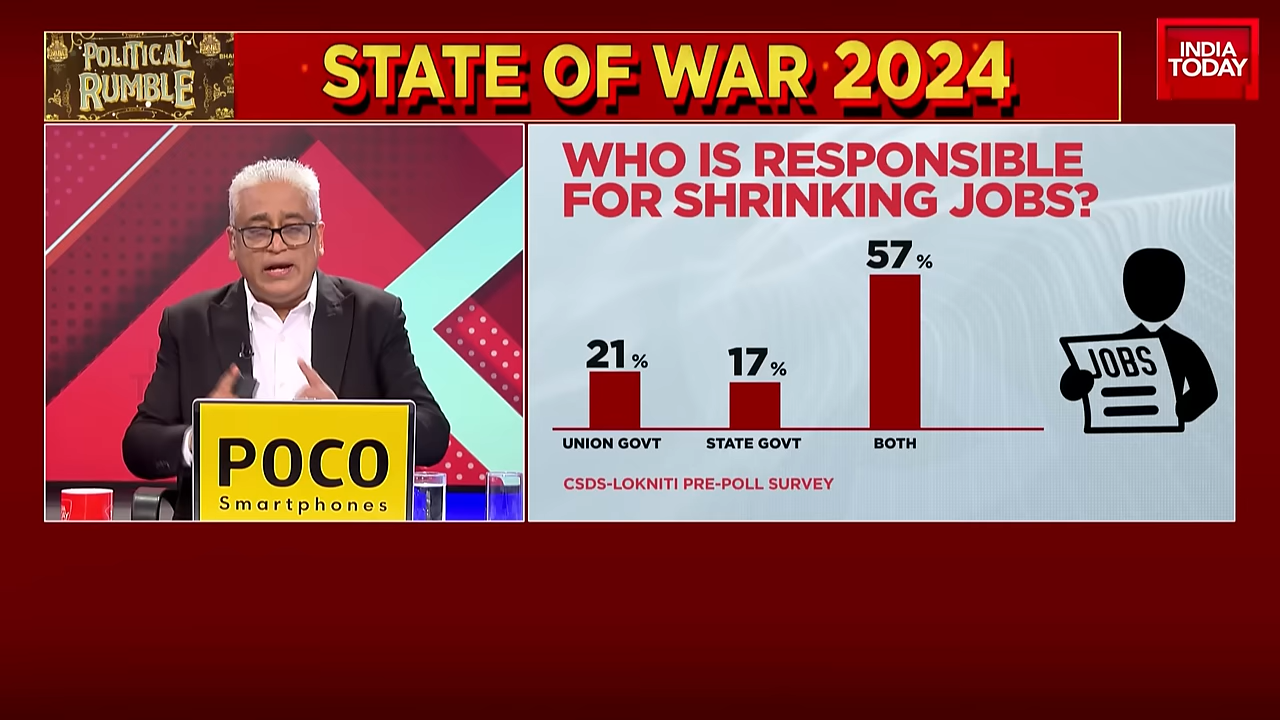 POLITICAL
RUMBLE
STATE OF WAR 2024
INDIA
TODAY
WHO IS RESPONSIBLE
FOR SHRINKING JOBS?
57%
21%
17%
UNION GOVT
STATE GOVT
BOTH
JOBS
CSDS-LOKNITI PRE-POLL SURVEY
POCO
Smartphones